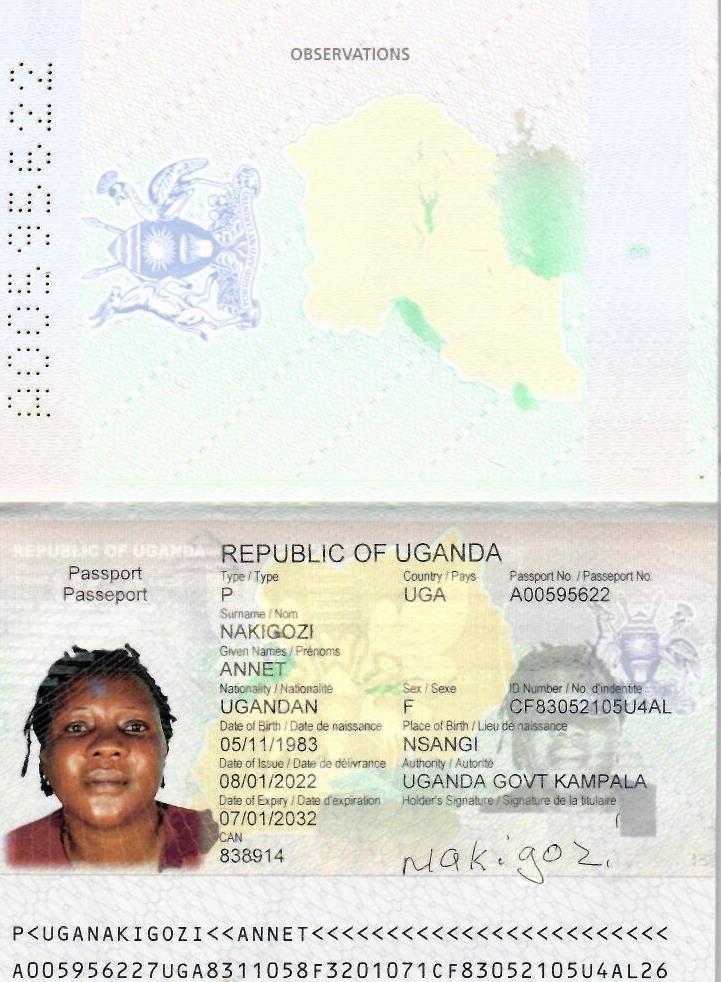 OBSERVATIONS
A00595622
REPUBLIC OF UGANDA
REPUBLIC OF UGANDA
Passport
Passeport
Type / Type
Country / Pays
Passport No. / Passeport No.
P
UGA
A00595622
Surname / Nom
NAKIGOZI
Given Names / Prénoms
ANNET
Nationality / Nationalité
Sex / Sexe
ID Number / No. d'indentite
UGANDAN
F
CF83052105U4AL
Date of Birth / Date de naissance
Place of Birth / Lieu de naissance
05/11/1983
NSANGI
Date of Issue / Date de délivrance
Authority / Autorité
08/01/2022
UGANDA GOVT KAMPALA
Date of Expiry / Date d'expiration
Holder's Signature / Signature de la titulaire
07/01/2032
CAN
838914
Nakigozi
P<UGANAKIGOZI<<ANNET<<<<<<<<<<<<<<<<<<<<<<<<
A005956227UGA8311058F3201071CF83052105U4AL26